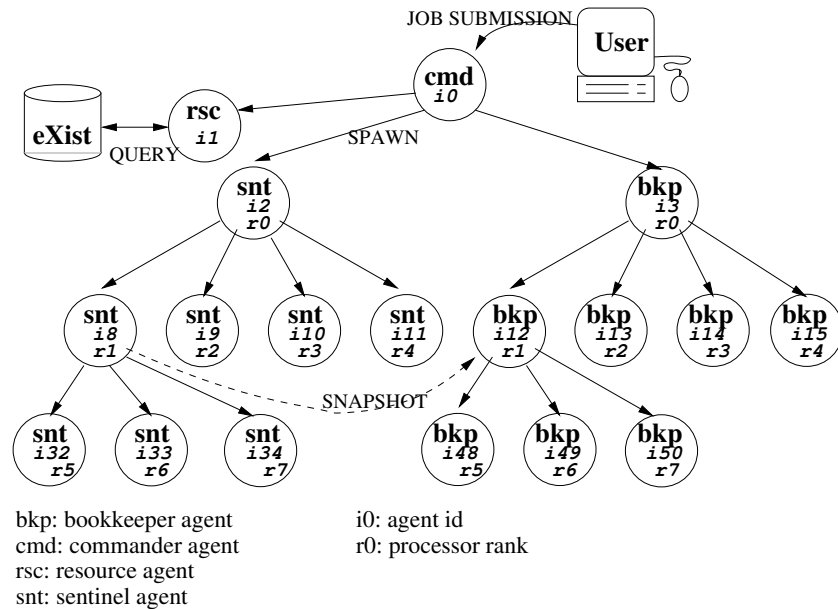 JOB SUBMISSION
User
cmd
i0
rsc
i1
eXist
QUERY
SPAWN
snt
i2
r0
bkp
i3
r0
snt
i8
r1
snt
i9
r2
snt
i10
r3
snt
i11
r4
bkp
i12
r1
bkp
i13
r2
bkp
i14
r3
bkp
i15
r4
SNAPSHOT
snt
i32
r5
snt
i33
r6
snt
i34
r7
bkp
i48
r5
bkp
i49
r6
bkp
i50
r7
bkp: bookkeeper agent
cmd: commander agent
rsc: resource agent
snt: sentinel agent
i0: agent id
r0: processor rank